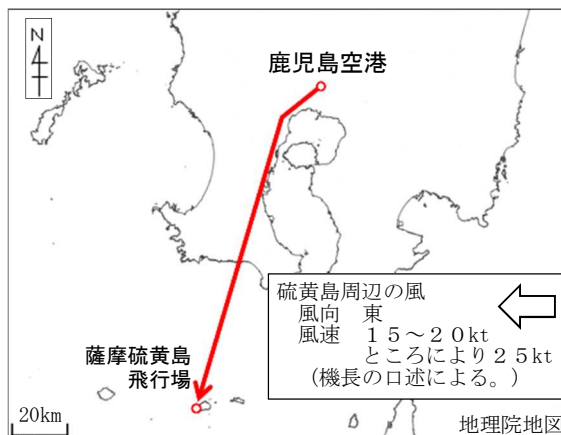 N
鹿児島空港
硫黄島周辺の風
風向　東
風速　１５～２０kt
ところにより２５kt
(機長の口述による。)
薩摩硫黄島
飛行場
20km
地理院地図